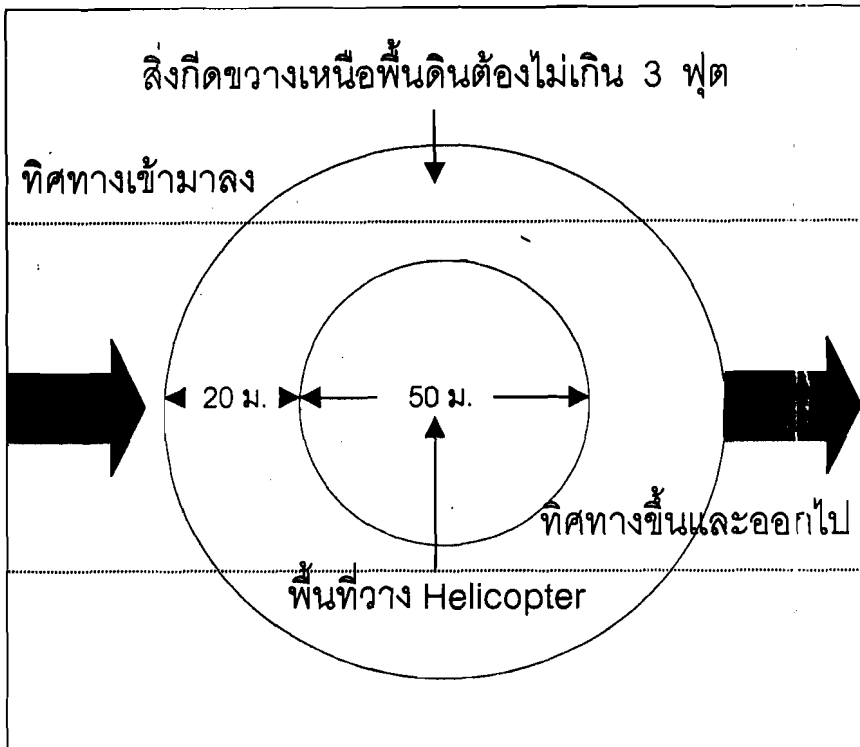 สิ่งกีดขวางเหนือพื้นดินต้องไม่เกิน 3 ฟุต
ทิศทางเข้ามาลง
20 ม.
50 ม.
ทิศทางขึ้นและออกไป
พื้นที่วาง Helicopter